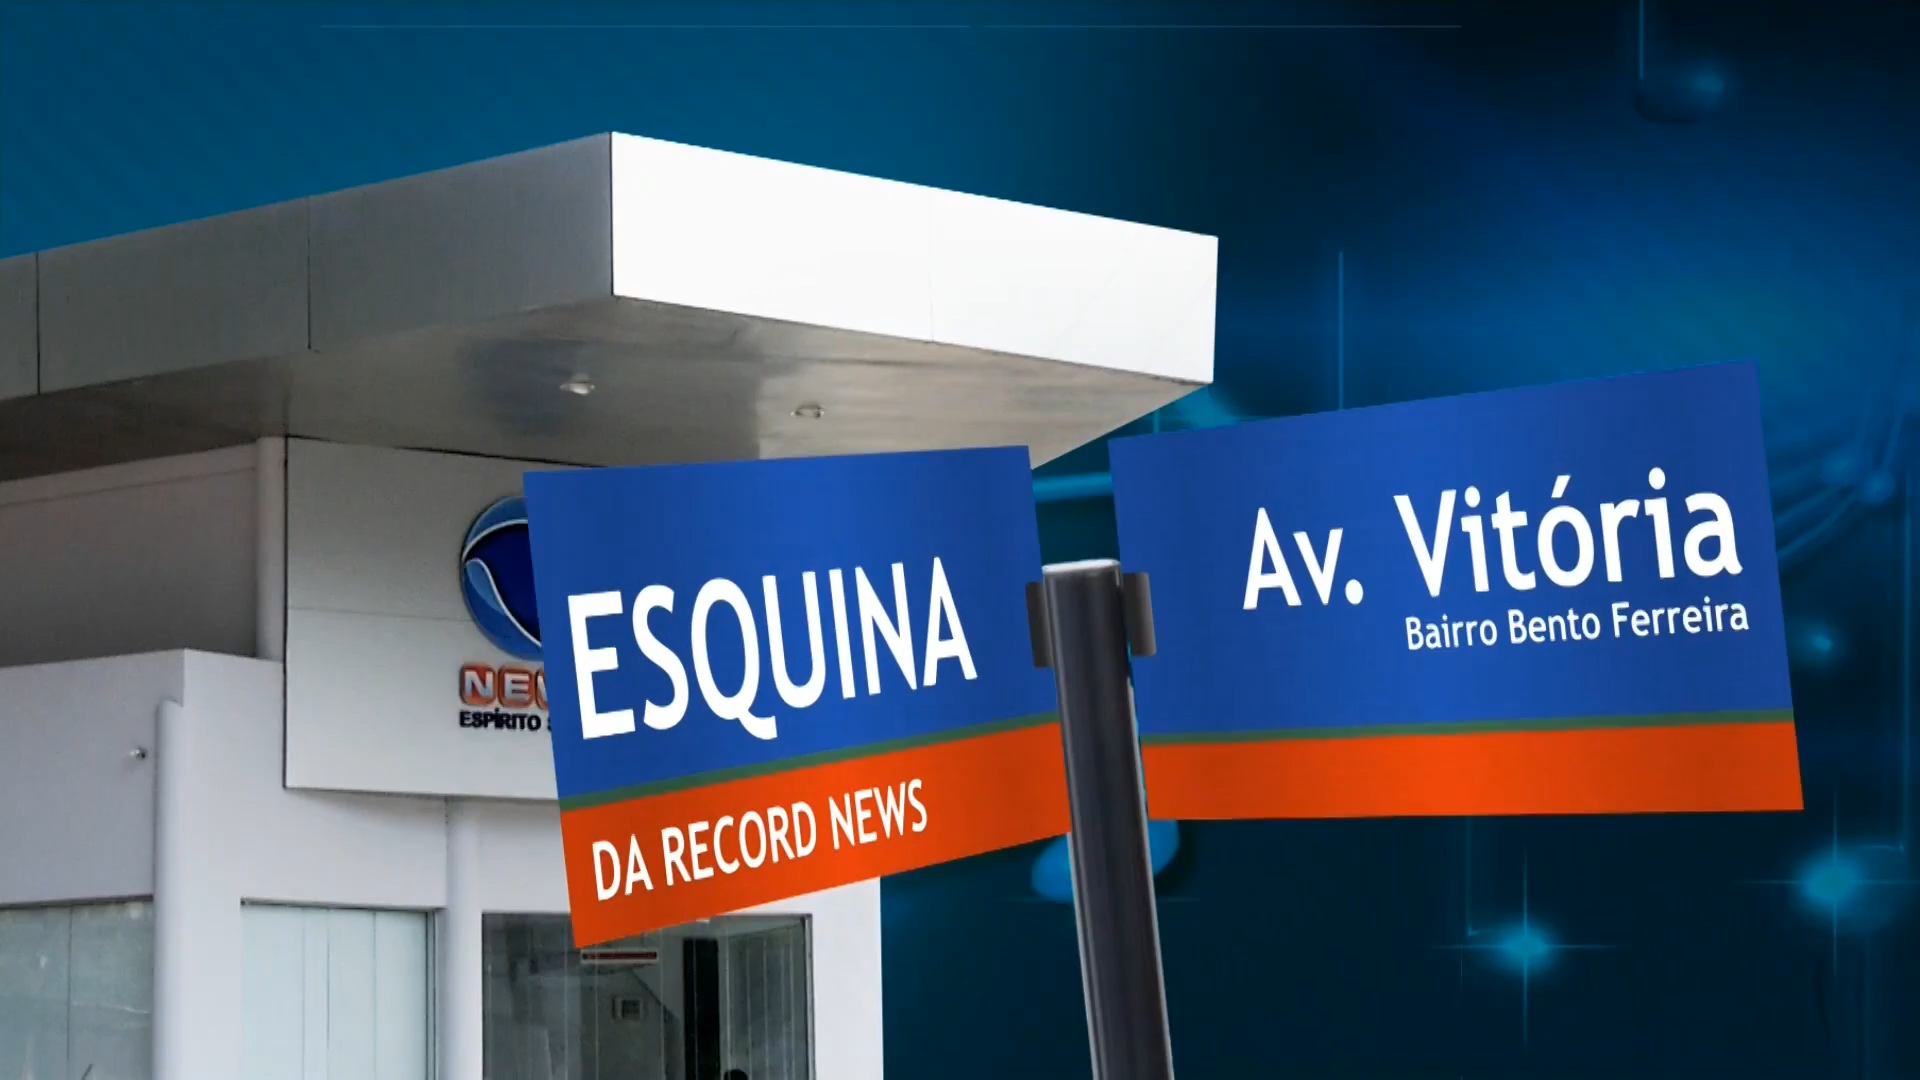 ESQUINA
DA RECORD NEWS
Av. Vitória
Bairro Bento Ferreira
ESPÍRITO